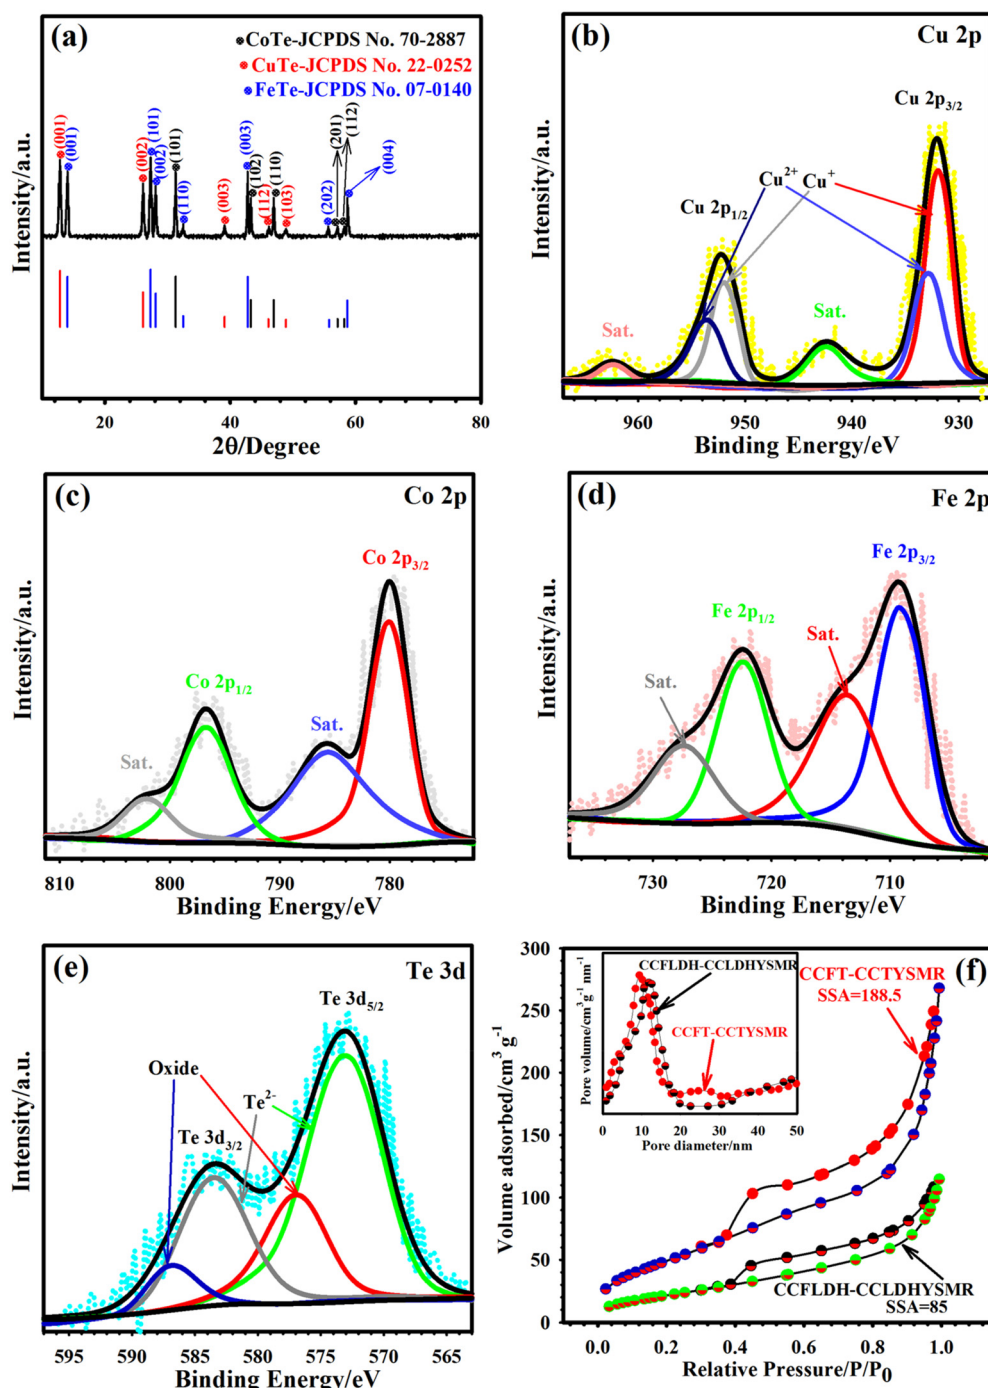 (a)
CoTe-JCPDS No. 70-2887
CuTe-JCPDS No. 22-0252
FeTe-JCPDS No. 07-0140
(001)
(001)
(002)
(101)
(002)
(110)
(101)
(003)
(003)
(102)
(112)
(110)
(103)
(202)
(201)
(112)
(004)
Intensity/a.u.
20 40 60 80
2θ/Degree
(b)
Cu 2p
Cu 2p3/2
Cu2+
Cu+
Cu 2p1/2
Sat.
Sat.
Intensity/a.u.
960 950 940 930
Binding Energy/eV
(c)
Co 2p
Co 2p3/2
Co 2p1/2
Sat.
Sat.
Intensity/a.u.
810 800 790 780
Binding Energy/eV
(d)
Fe 2p
Fe 2p3/2
Fe 2p1/2
Sat.
Sat.
Intensity/a.u.
730 720 710
Binding Energy/eV
(e)
Te 3d
Te 3d5/2
Oxide
Te2-
Te 3d3/2
Intensity/a.u.
595 590 585 580 575 570 565
Binding Energy/eV
(f)
300
250
200
150
100
50
0
Volume adsorbed/cm3 g-1
CCFLDH-CCLDHYSMR
CCFT-CCTYSMR
Pore volume/cm3 g-1 nm-1
0 10 20 30 40 50
Pore diameter/nm
CCFT-CCTYSMR
SSA=188.5
CCFLDH-CCLDHYSMR
SSA=85
0.0 0.2 0.4 0.6 0.8 1.0
Relative Pressure/P/P0